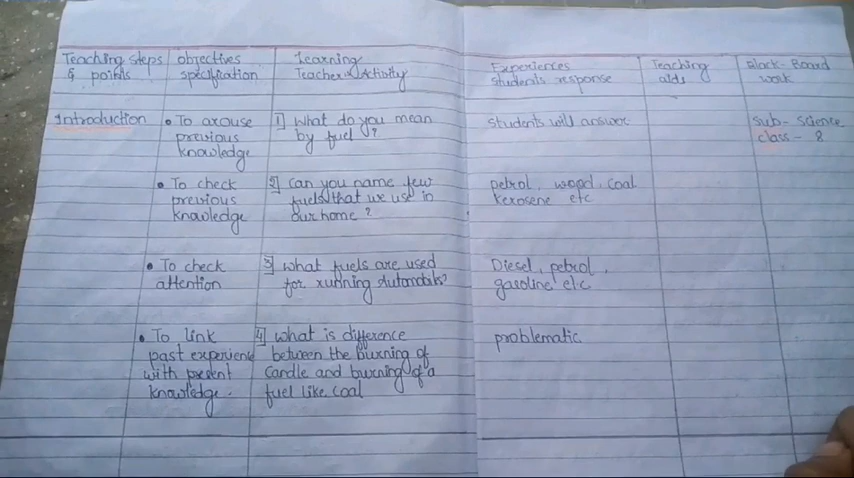 Teaching steps
& points
objectives
specification
Learning
Teacher's Activity
Experiences
students response
Teaching
aids
Black-Board
work
Introduction
• To arouse
previous
knowledge
1] What do you mean
by fuel?
students will answer
Sub- Science
class - 8
• To check
previous
knowledge
2] can you name few
fuels that we use in
our home ?
petrol, wood, coal
kerosene etc
• To check
attention
3] what fuels are used
for running Automobils?
Diesel, petrol,
gasoline etc
• To link
past experience
with present
knowledge.
4] what is difference
between the burning of
candle and burning of a
fuel like coal
problematic